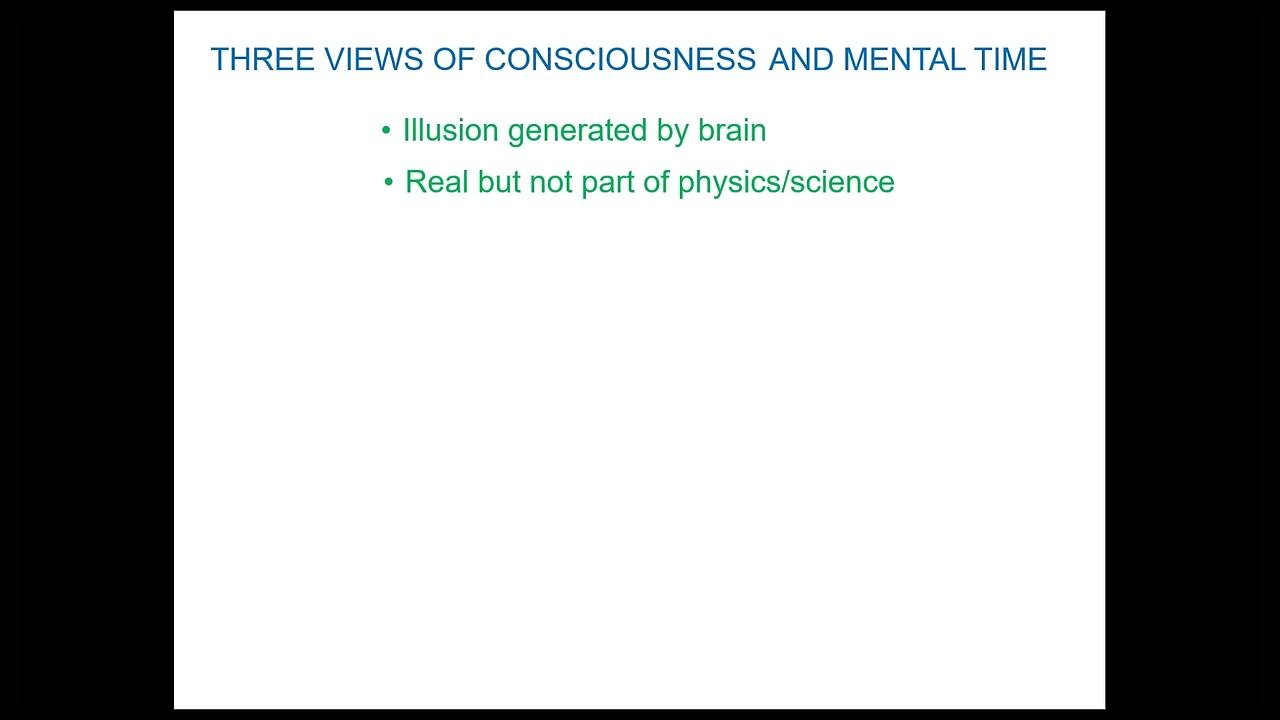 THREE VIEWS OF CONSCIOUSNESS AND MENTAL TIME
• Illusion generated by brain
• Real but not part of physics/science